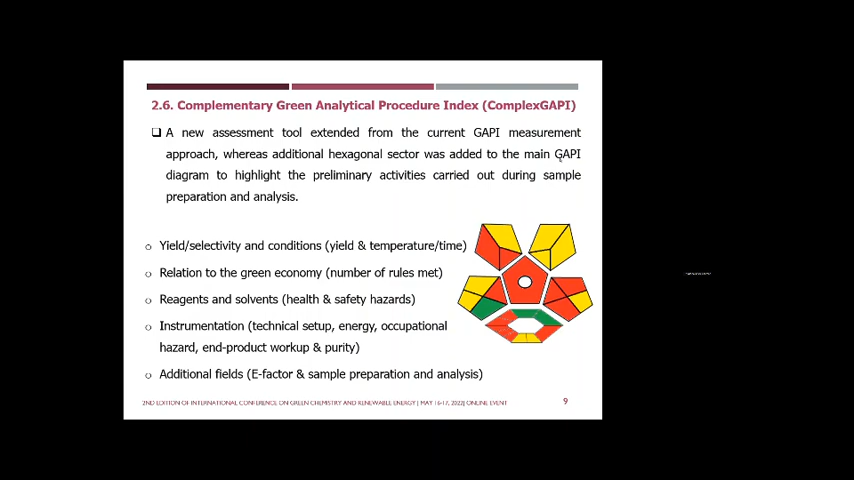 2.6. Complementary Green Analytical Procedure Index (ComplexGAPI)
A new assessment tool extended from the current GAPI measurement
approach, whereas additional hexagonal sector was added to the main GAPI
diagram to highlight the preliminary activities carried out during sample
preparation and analysis.
Yield/selectivity and conditions (yield & temperature/time)
Relation to the green economy (number of rules met)
Reagents and solvents (health & safety hazards)
Instrumentation (technical setup, energy, occupational
hazard, end-product workup & purity)
Additional fields (E-factor & sample preparation and analysis)
2ND EDITION OF INTERNATIONAL CONFERENCE ON GREEN CHEMISTRY AND RENEWABLE ENERGY | MAY 16-17, 2022| ONLINE EVENT
9